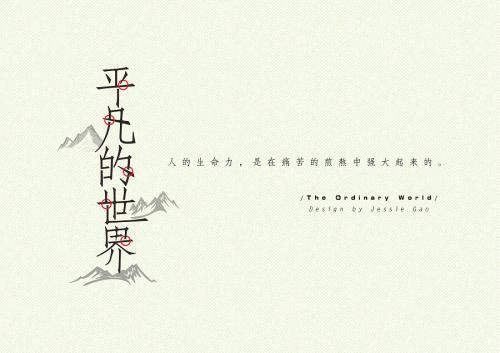 平凡的世界
人的生命力，是在痛苦的煎熬中强大起来的。
/The Ordinary World/
Design by Jessie Gao